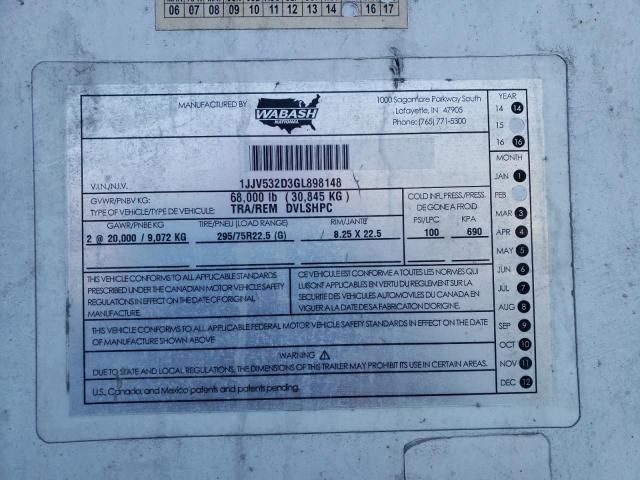 06 07 08 09 10 11 12 13 14 16 17
MANUFACTURED BY
WABASH
NATIONAL
1000 Sagamore Parkway South
Lafayette, IN 47905
Phone: (765) 771-5300
V.I.N./N.I.V.
1JJV532D3GL898148
GVWR/PNBV KG:
68,000 lb (30,845 KG)
TYPE OF VEHICLE/TYPE DE VEHICULE:
TRA/REM DVLSHPC
COLD INFL. PRESS./PRESS.
DE GONF. A FROID
GAWR/PNBE KG
TIRE/PNEU (LOAD RANGE)
RIM/JANTE
PSI/LPC
KPA
2 @ 20,000 / 9,072 KG
295/75R22.5 (G)
8.25 X 22.5
100
690
THIS VEHICLE CONFORMS TO ALL APPLICABLE STANDARDS
PRESCRIBED UNDER THE CANADIAN MOTOR VEHICLE SAFETY
REGULATIONS IN EFFECT ON THE DATE OF ORIGINAL
MANUFACTURE.
CE VEHICULE EST CONFORME A TOUTES LES NORMES QUI
LUISONT APPLICABLES EN VERTU DU REGLEMENT SUR LA
SECURITE DES VEHICULES AUTOMOVILES DU CANADA EN
VIGUER A LA DATE DE SA FABRICATION D'ORIGINE.
THIS VEHICLE CONFORMS TO ALL APPLICABLE FEDERAL MOTOR VEHICLE SAFETY STANDARDS IN EFFECT ON THE DATE
OF MANUFACTURE SHOWN ABOVE
WARNING
DUE TO STATE AND LOCAL REGULATIONS, THE DIMENSIONS OF THIS TRAILER MAY PROHIBIT ITS USE IN CERTAIN AREAS.
U.S., Canada, and Mexico patents and patents pending.
YEAR
14 14
15
16 16
MONTH
JAN 1
FEB
MAR 3
APR 4
MAY 5
JUN 6
JUL 7
AUG 8
SEP 9
OCT 10
NOV 11
DEC 12